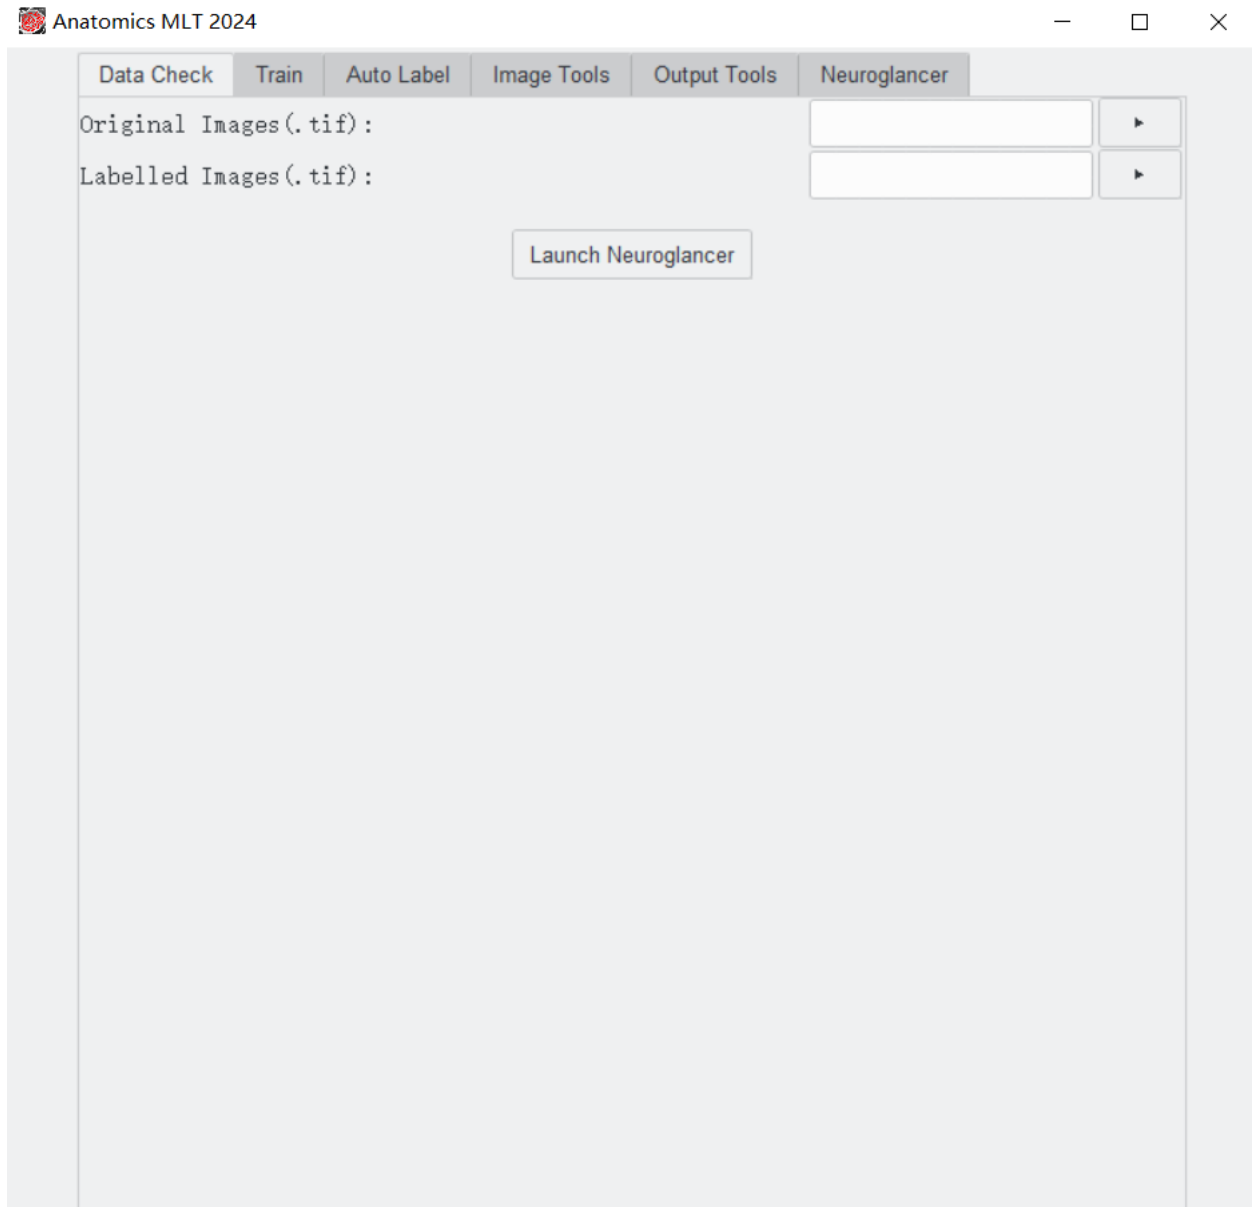 Anatomics MLT 2024
Data Check Train Auto Label Image Tools Output Tools Neuroglancer
Original Images(.tif):
Labelled Images(.tif):
Launch Neuroglancer